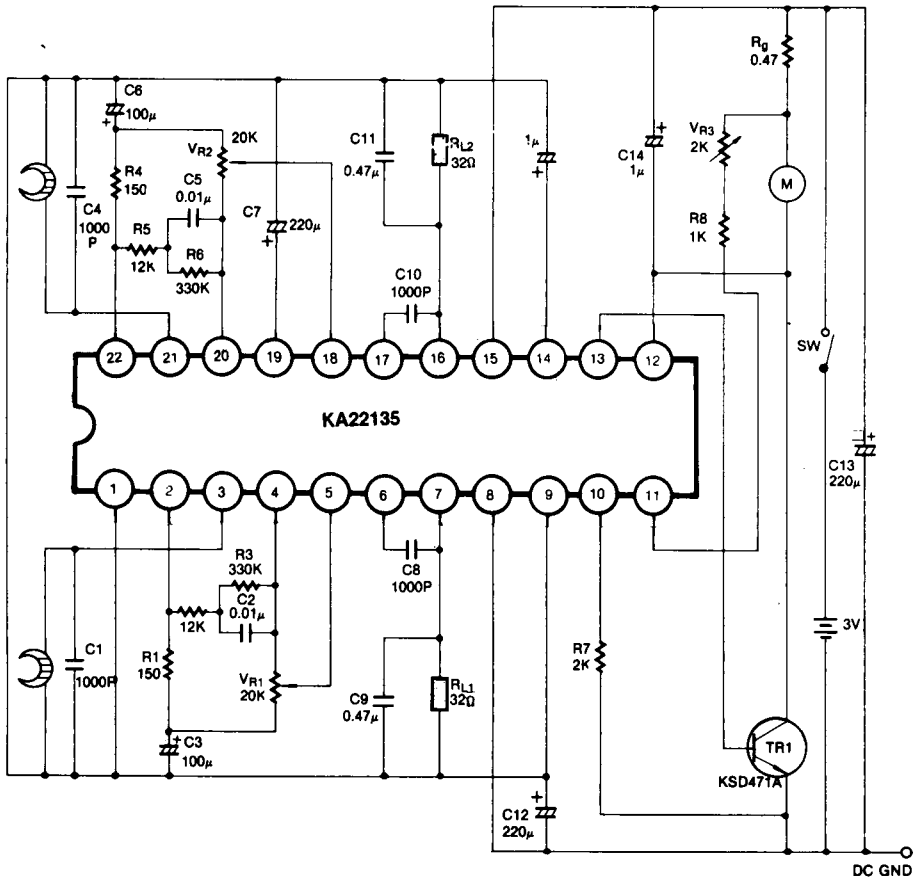 Rg
0.47
C6
100μ
+
20K
VR2
C11
0.47μ
RL2
32Ω
1μ
+
C14
1μ
+
VR3
2K
M
R4
150
C5
0.01μ
C4
1000
P
R5
12K
R6
330K
C7
220μ
+
R8
1K
C10
1000P
SW
22
21
20
19
18
17
16
15
14
13
12
KA22135
C13
220μ
+
1
2
3
4
5
6
7
8
9
10
11
R3
330K
C2
0.01μ
12K
C8
1000P
3V
C1
1000P
R1
150
VR1
20K
C9
0.47μ
RL1
32Ω
R7
2K
TR1
KSD471A
C3
100μ
+
C12
220μ
+
DC GND